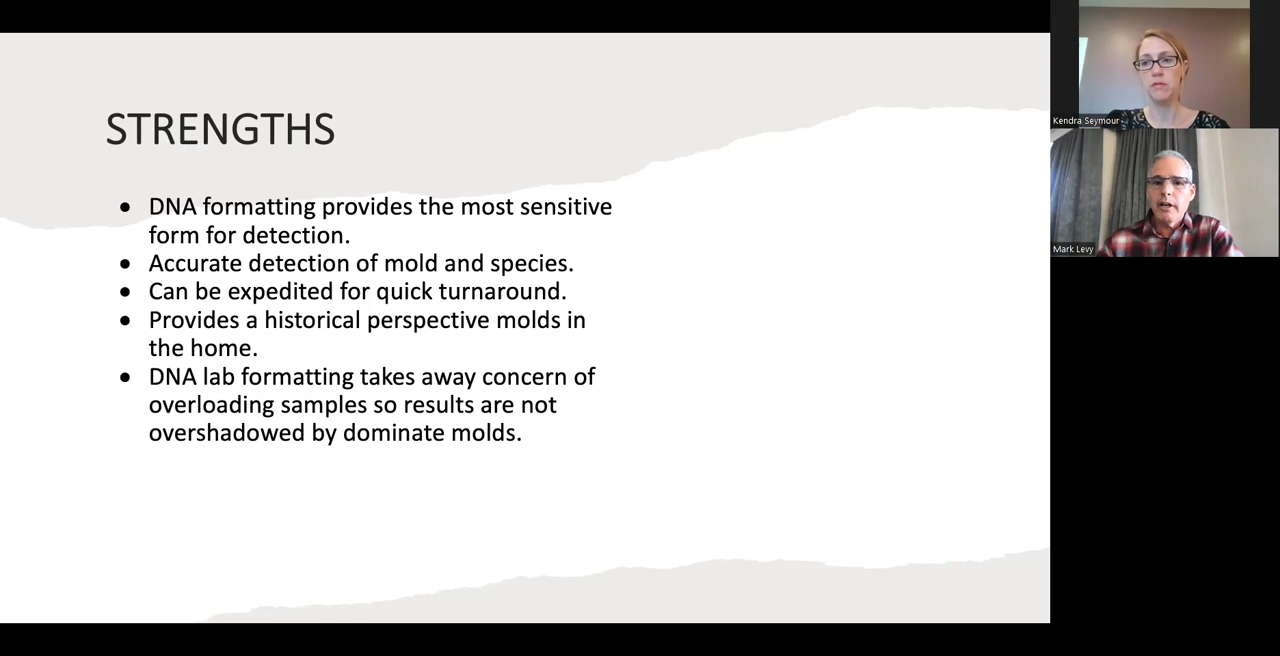 STRENGTHS
• DNA formatting provides the most sensitive
form for detection.
• Accurate detection of mold and species.
• Can be expedited for quick turnaround.
• Provides a historical perspective molds in
the home.
• DNA lab formatting takes away concern of
overloading samples so results are not
overshadowed by dominate molds.
Kendra Seymour
Mark Levy